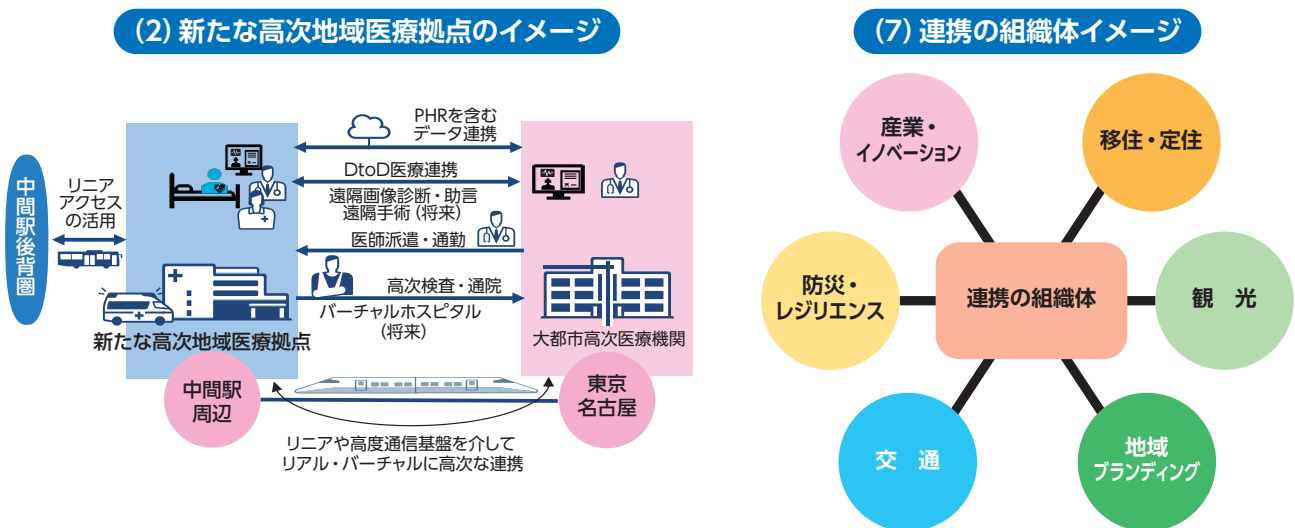 (2) 新たな高次地域医療拠点のイメージ
中間駅後背圏
リニア
アクセス
の活用
PHRを含む
データ連携
DtoD医療連携
遠隔画像診断・助言
遠隔手術(将来)
医師派遣・通勤
高次検査・通院
バーチャルホスピタル
(将来)
新たな高次地域医療拠点
大都市高次医療機関
中間駅
周辺
東京
名古屋
リニアや高度通信基盤を介して
リアル・バーチャルに高次な連携
(7) 連携の組織体イメージ
産業・
イノベーション
移住・定住
防災・
レジリエンス
連携の組織体
観 光
交 通
地域
ブランディング